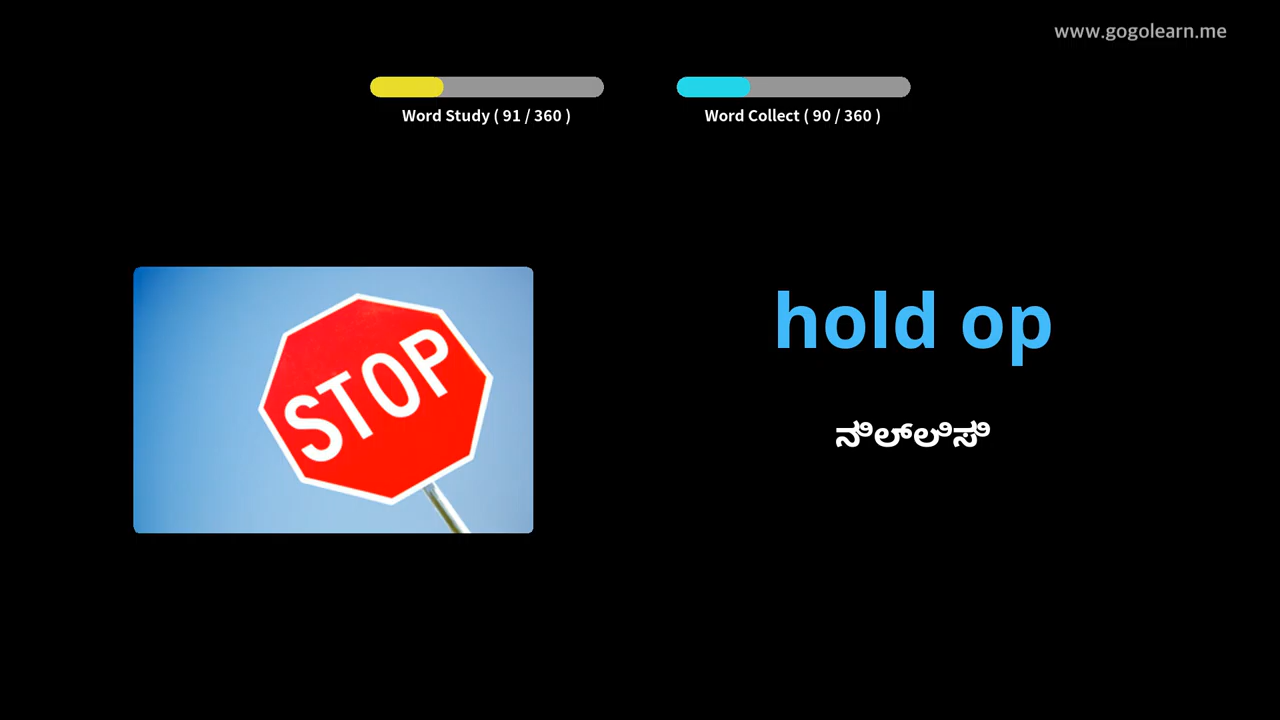 www.gogolearn.me
Word Study ( 91 / 360 )
Word Collect ( 90 / 360 )
STOP
hold op
ನಿಲ್ಲಿಸಿ